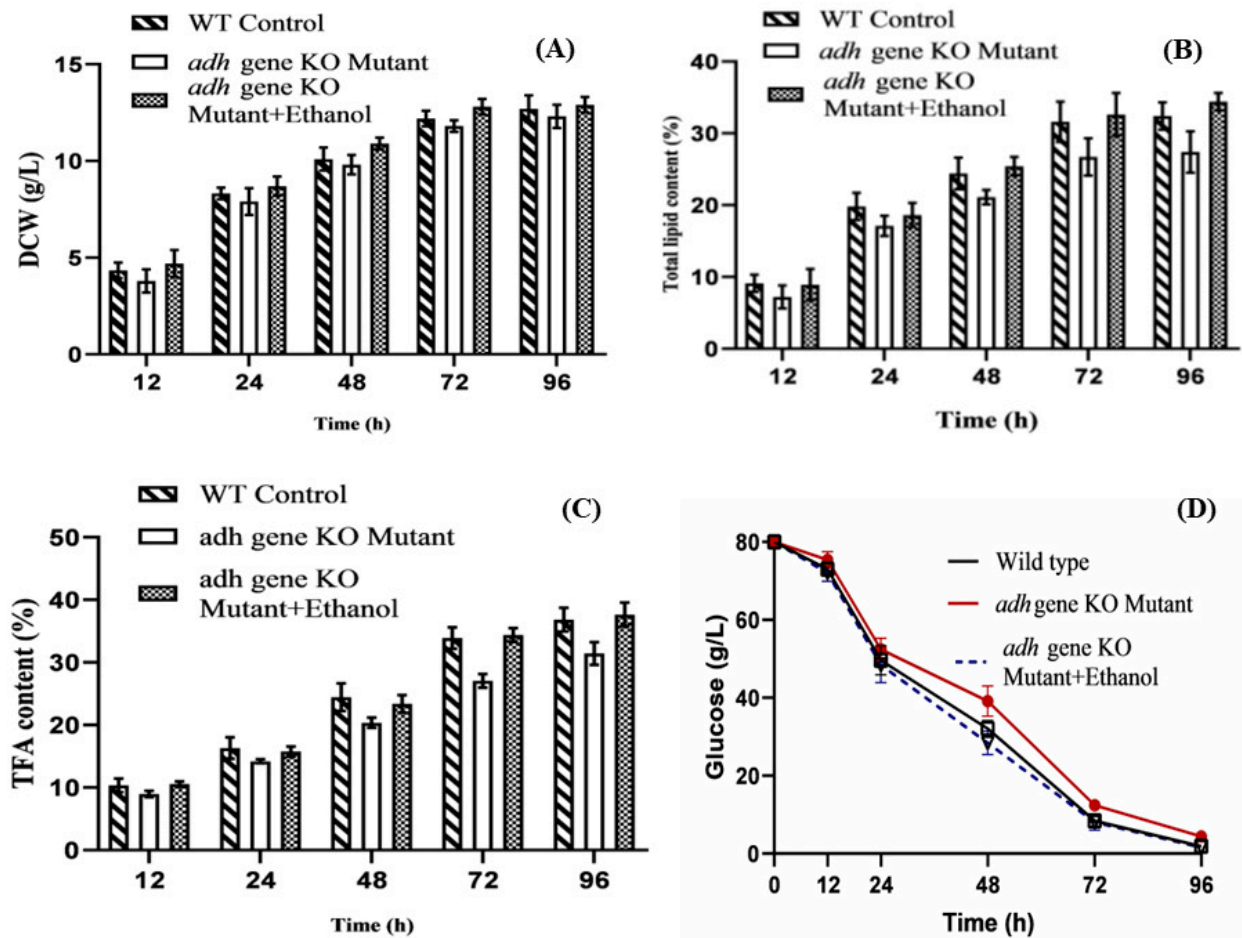 WT Control
adh gene KO Mutant
adh gene KO
Mutant+Ethanol
(A)
15
10
5
0
DCW (g/L)
12 24 48 72 96
Time (h)
WT Control
adh gene KO Mutant
adh gene KO
Mutant+Ethanol
(B)
40
30
20
10
0
Total lipid content (%)
12 24 48 72 96
Time (h)
WT Control
adh gene KO Mutant
adh gene KO
Mutant+Ethanol
(C)
50
40
30
20
10
0
TFA content (%)
12 24 48 72 96
Time (h)
(D)
Wild type
adh gene KO Mutant
adh gene KO
Mutant+Ethanol
80
60
40
20
0
Glucose (g/L)
0 12 24 48 72 96
Time (h)